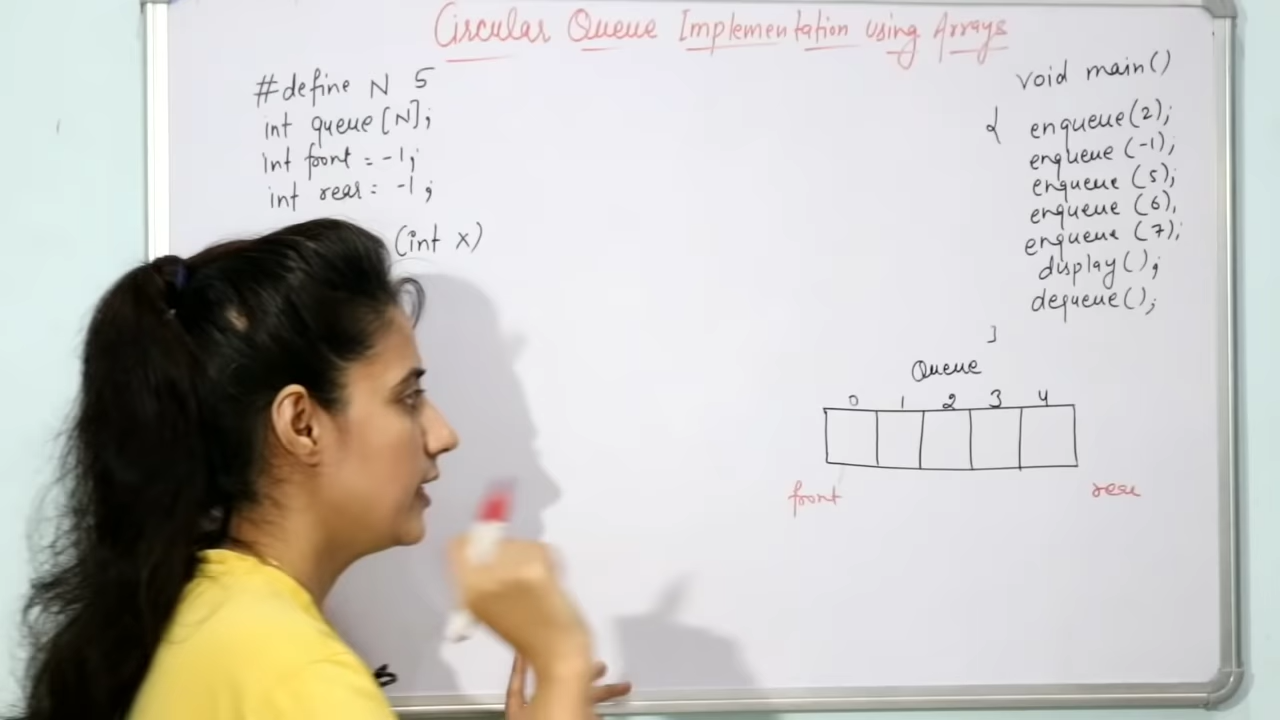 Circular Queue Implementation using Arrays
#define N 5
int queue[N];
int front = -1;
int rear = -1;
(int x)
void main()
{ enqueue(2);
enqueue(-1);
enqueue(5);
enqueue(6),
enqueue(7);
display();
dequeue();
}
Queue
0 1 2 3 4
front rear